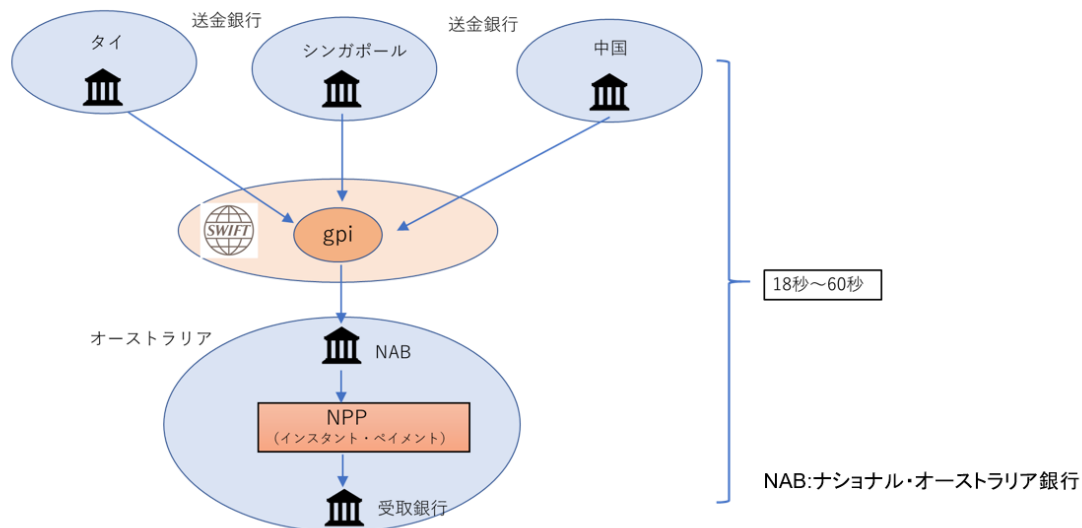 送金銀行
送金銀行
タイ
シンガポール
中国
SWIFT
gpi
18秒～60秒
オーストラリア
NAB
NPP
（インスタント・ペイメント）
受取銀行
NAB:ナショナル・オーストラリア銀行